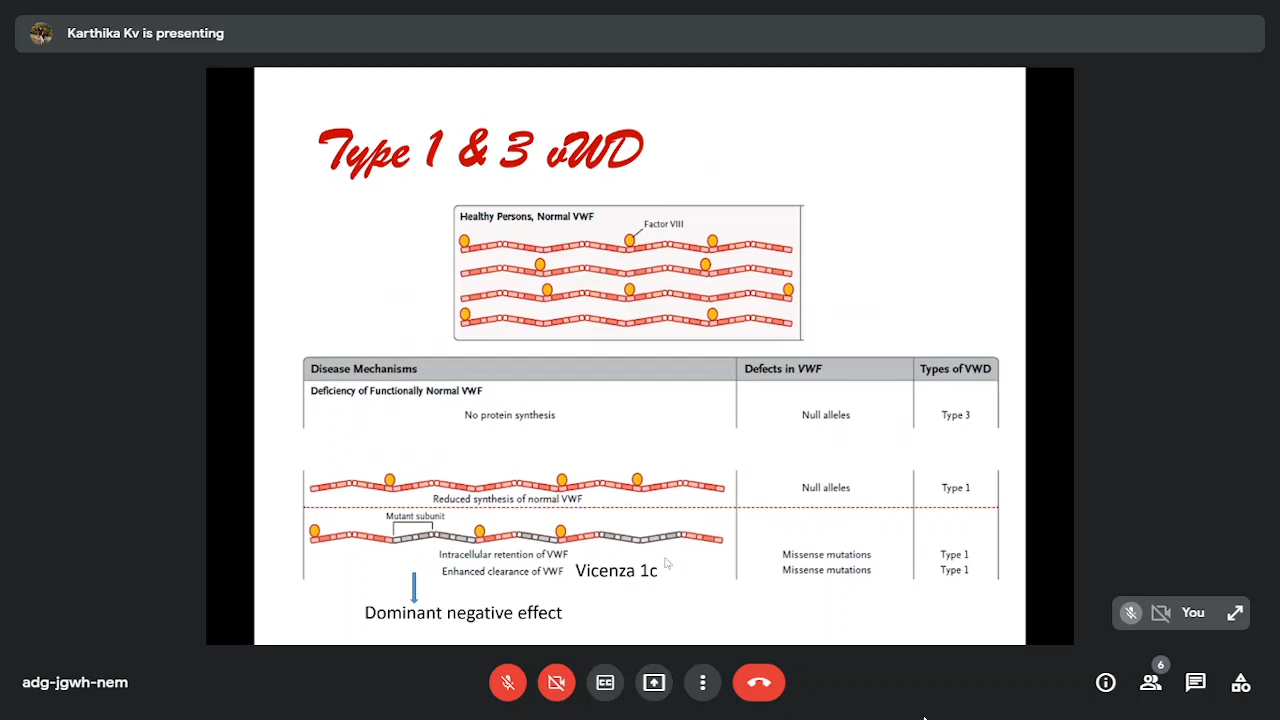 Karthika Kv is presenting
Type 1 & 3 vWD
Healthy Persons, Normal VWF
Factor VIII
Disease Mechanisms Defects in VWF Types of VWD
Deficiency of Functionally Normal VWF
No protein synthesis Null alleles Type 3
Null alleles Type 1
Reduced synthesis of normal VWF
Mutant subunit
Intracellular retention of VWF Missense mutations Type 1
Enhanced clearance of VWF Vicenza 1c Missense mutations Type 1
Dominant negative effect
You
6
adg-jgwh-nem
CC